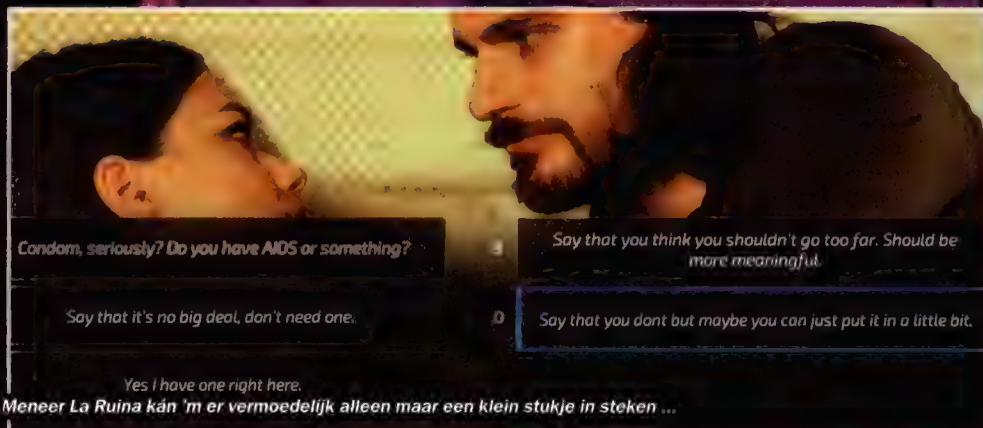 Condom, seriously? Do you have AIDS or something?
Say that you think you shouldn't go too far. Should be
more meaningful.
Say that it's no big deal, don't need one.
D
Say that you dont but maybe you can just put it in a little bit.
Yes I have one right here.
Meneer La Ruina kán 'm er vermoedelijk alleen maar een klein stukje in steken ...